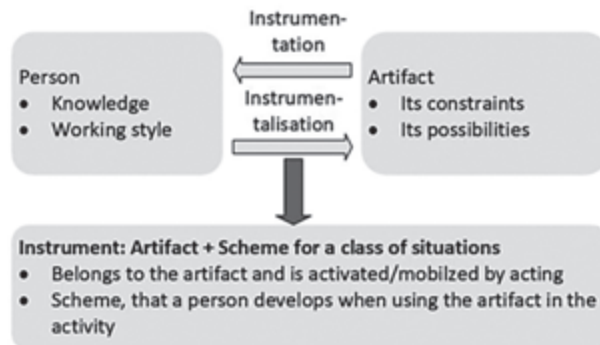 Instrumen-
tation
Person
• Knowledge
• Working style
Artifact
• Its constraints
• Its possibilities
Instrumen-
talisation
Instrument: Artifact + Scheme for a class of situations
• Belongs to the artifact and is activated/mobilzed by acting
• Scheme, that a person develops when using the artifact in the
activity